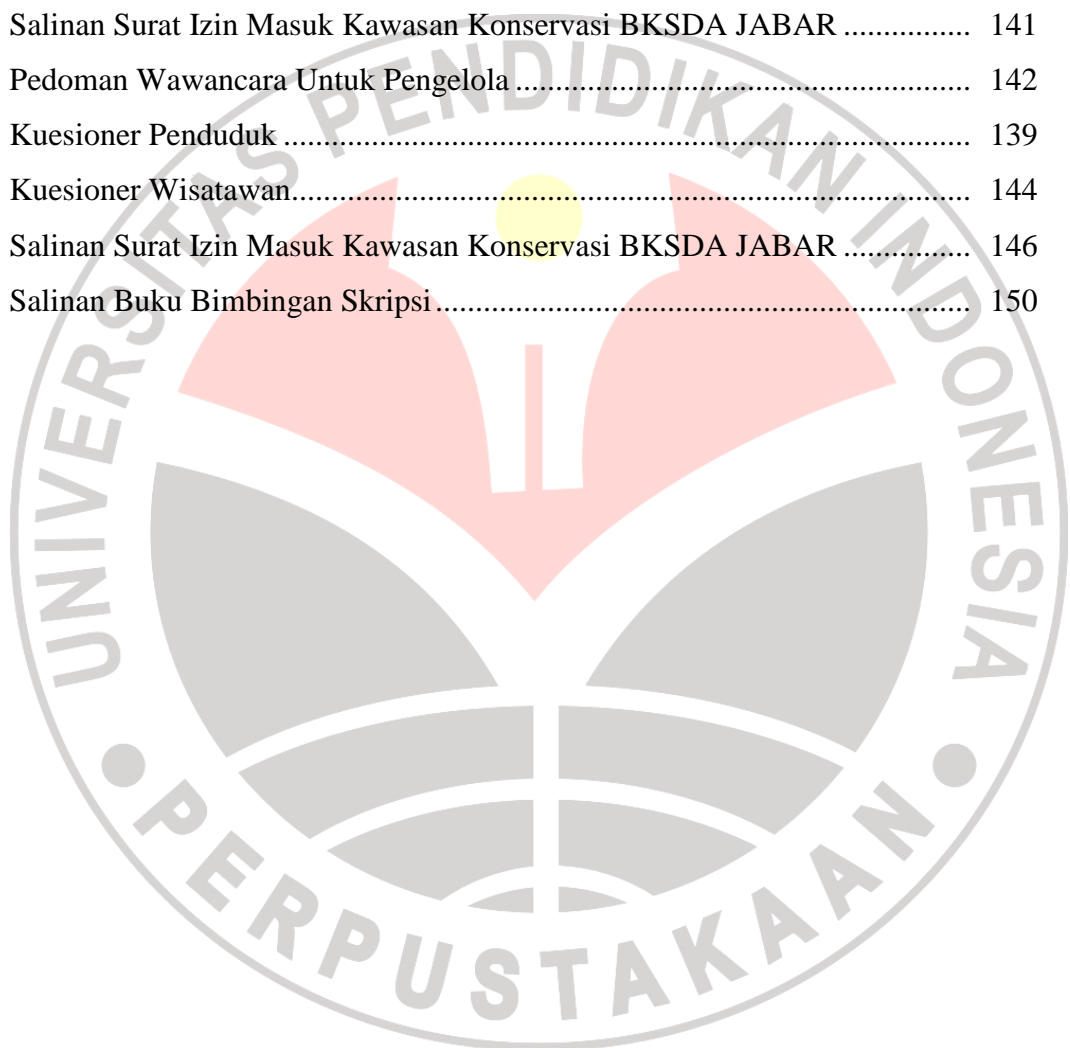 Salinan Surat Izin Masuk Kawasan Konservasi BKSDA JABAR ............... 141
Pedoman Wawancara Untuk Pengelola ........................................................ 142
Kuesioner Penduduk .................................................................................... 139
Kuesioner Wisatawan................................................................................... 144
Salinan Surat Izin Masuk Kawasan Konservasi BKSDA JABAR ............... 146
Salinan Buku Bimbingan Skripsi.................................................................. 150
UNIVERSITAS PENDIDIKAN INDONESIA
PERPUSTAKAAN